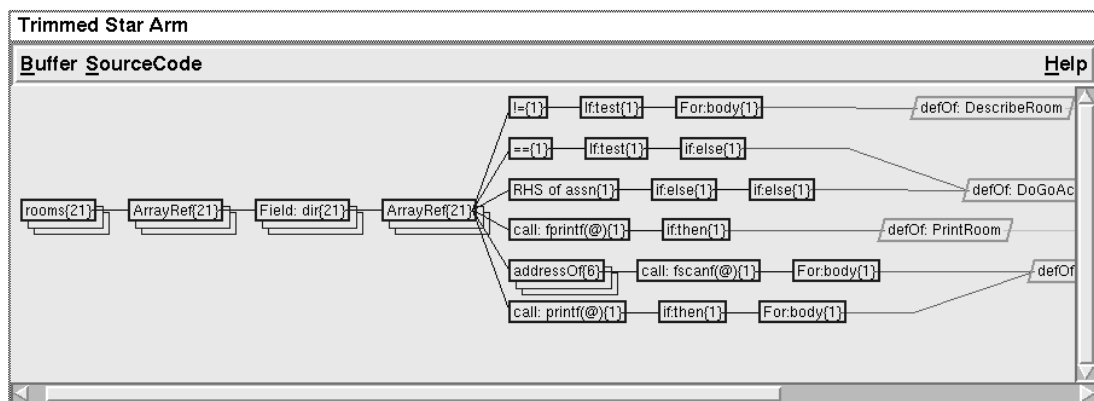 Trimmed Star Arm
Buffer SourceCode Help
!={1} If:test{1} For:body{1} defOf: DescribeRoom
=={1} If:test{1} if:else{1}
RHS of assn{1} if:else{1} if:else{1} defOf: DoGoAc
rooms{21} ArrayRef{21} Field: dir{21} ArrayRef{21}
call: fprintf(@){1} if:then{1} defOf: PrintRoom
addressOf{6} call: fscanf(@){1} For:body{1} defOf
call: printf(@){1} if:then{1} For:body{1}